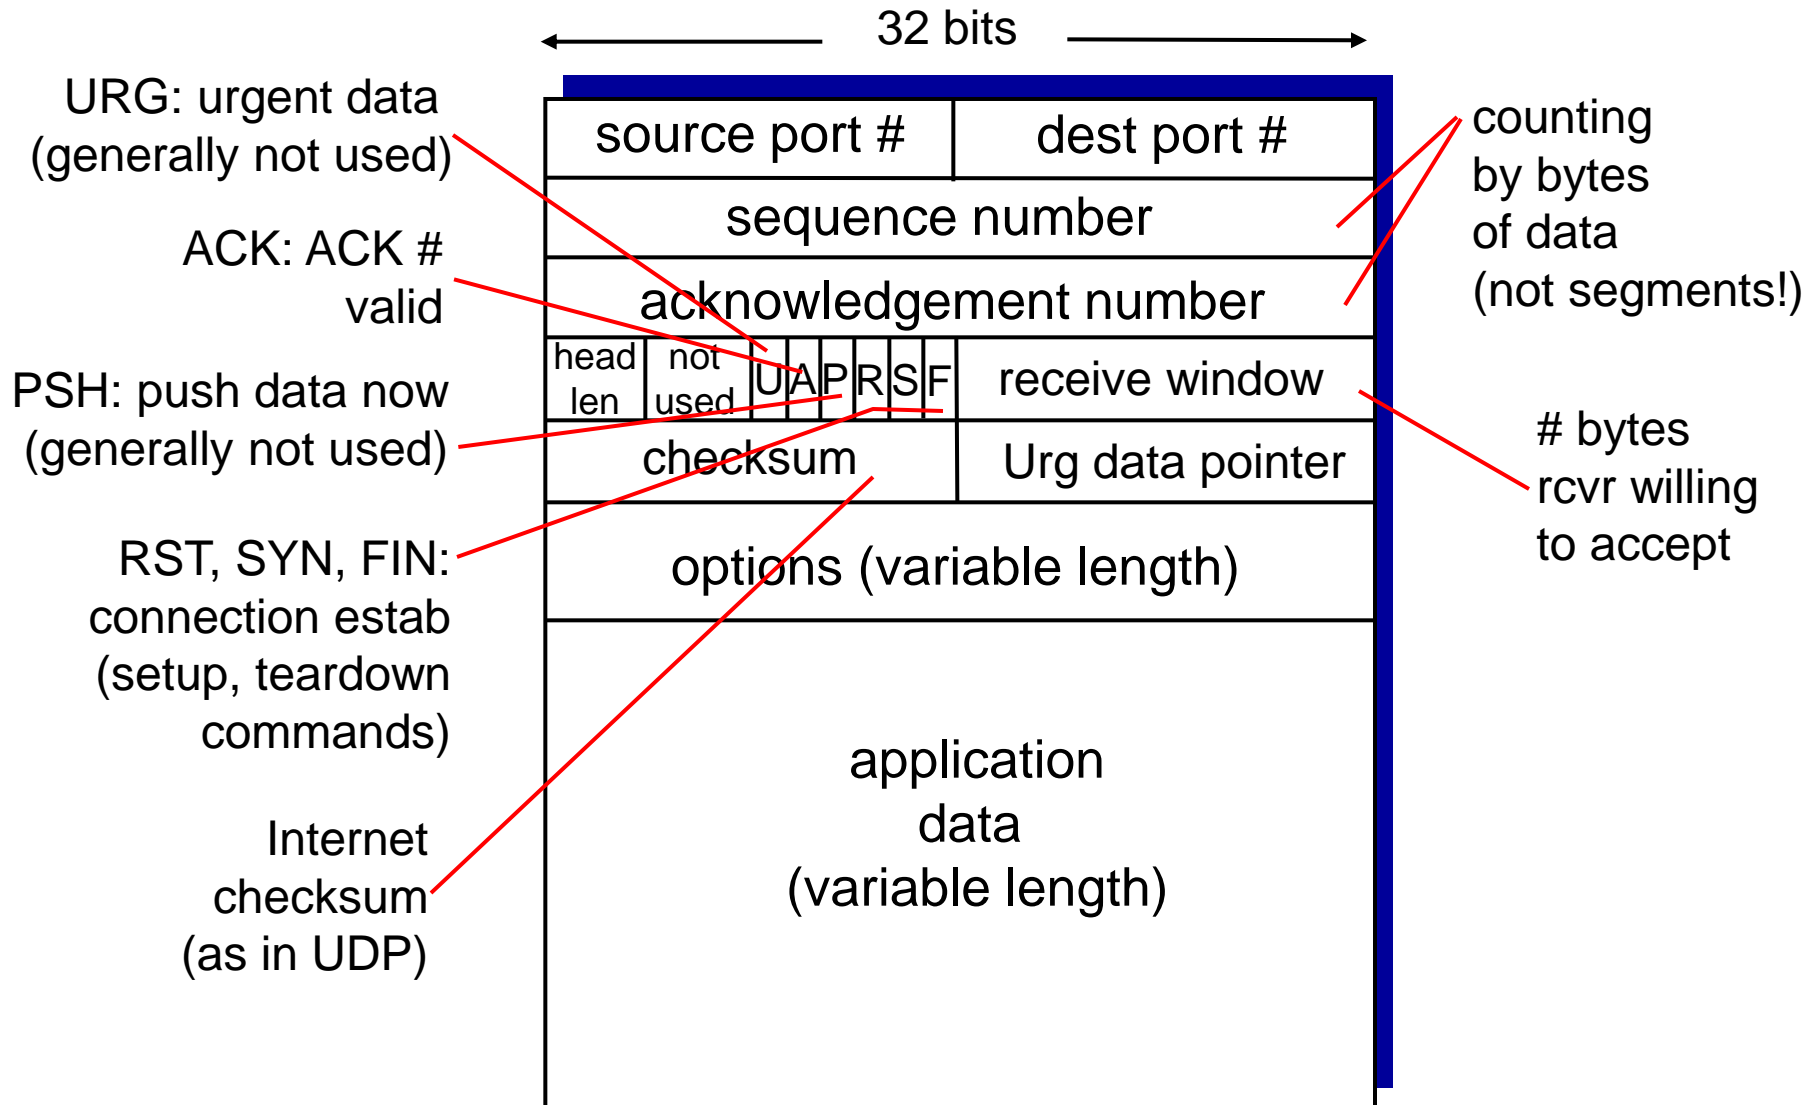 32 bits
URG: urgent data
(generally not used)
ACK: ACK #
valid
PSH: push data now
(generally not used)
RST, SYN, FIN:
connection estab
(setup, teardown
commands)
Internet
checksum
(as in UDP)
source port #
dest port #
sequence number
acknowledgement number
head
len
not
used
U
A
P
R
S
F
receive window
checksum
Urg data pointer
options (variable length)
application
data
(variable length)
counting
by bytes
of data
(not segments!)
# bytes
rcvr willing
to accept